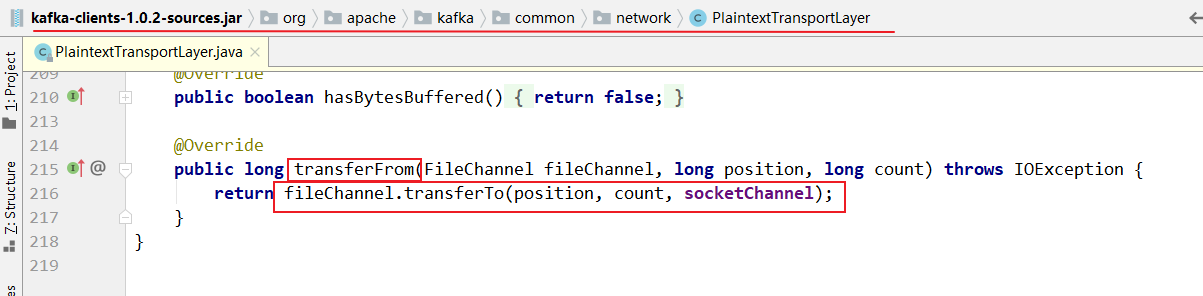 kafka-clients-1.0.2-sources.jar org apache kafka common network PlaintextTransportLayer
PlaintextTransportLayer.java
1: Project
Z: Structure
209 @Override
210 public boolean hasBytesBuffered() { return false; }
213
214 @Override
215 @ public long transferFrom(FileChannel fileChannel, long position, long count) throws IOException {
216 return fileChannel.transferTo(position, count, socketChannel);
217 }
218 }
219